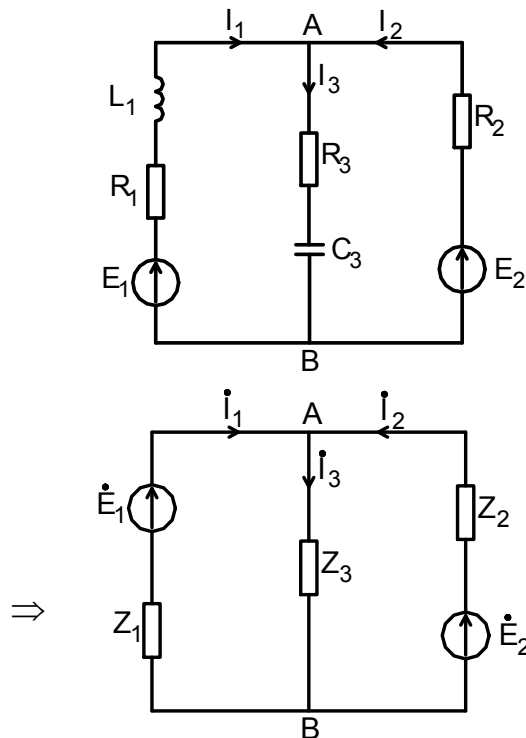 I1 A I2
I3
L1
R2
R1
R3
C3
E1
E2
B
İ1 A İ2
İ3
Ė1
Z2
Z3
⇒
Z1
Ė2
B